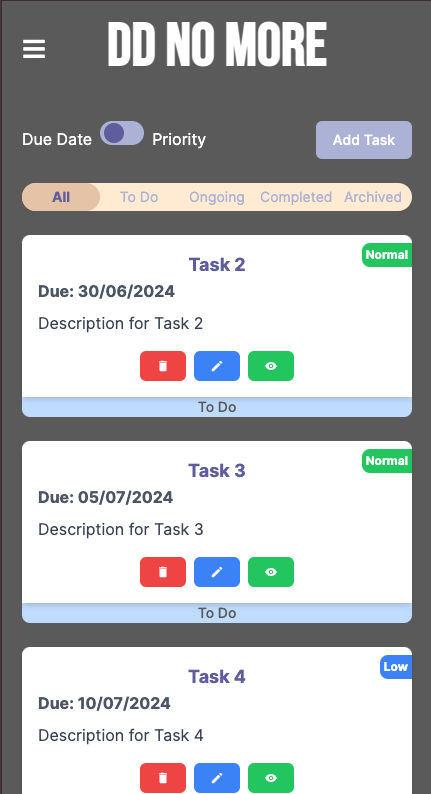 DD NO MORE
Due Date Priority Add Task
All To Do Ongoing Completed Archived
Normal
Task 2
Due: 30/06/2024
Description for Task 2
To Do
Normal
Task 3
Due: 05/07/2024
Description for Task 3
To Do
Low
Task 4
Due: 10/07/2024
Description for Task 4